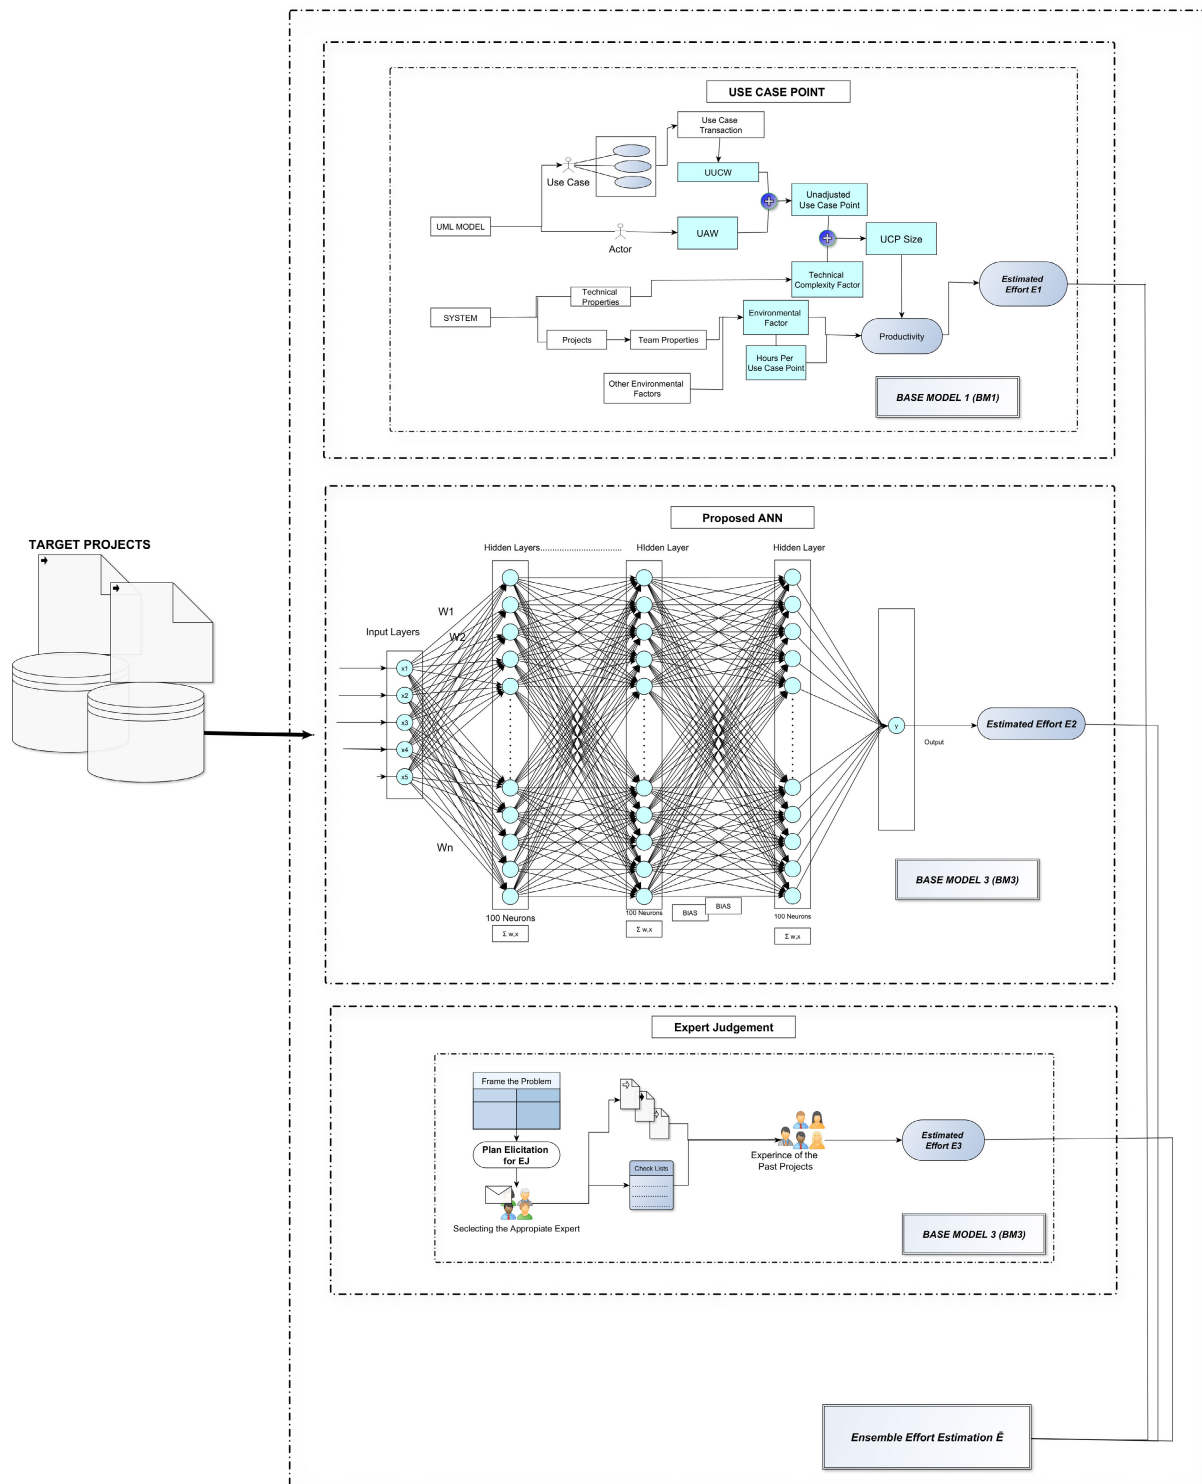 USE CASE POINT
Use Case
Transaction
Use Case
UUCW
Unadjusted
Use Case Point
UML MODEL
Actor
UAW
UCP Size
Technical
Complexity Factor
Estimated
Effort E1
Technical
Properties
SYSTEM
Environmental
Factor
Projects
Team Properties
Productivity
Hours Per
Use Case Point
Other Environmental
Factors
BASE MODEL 1 (BM1)
TARGET PROJECTS
Proposed ANN
Hidden Layers................................
HIdden Layer
Hidden Layer
W1
W2
Input Layers
x1
x2
x3
x4
x5
y
Output
Estimated Effort E2
Wn
BASE MODEL 3 (BM3)
100 Neurons
100 Neurons
BIAS
BIAS
100 Neurons
Σ w,x
Σ w,x
Σ w,x
Expert Judgement
Frame the Problem
Plan Elicitation
for EJ
Seclecting the Appropiate Expert
Check Lists
..................
..................
..................
Experince of the
Past Projects
Estimated
Effort E3
BASE MODEL 3 (BM3)
Ensemble Effort Estimation Ē